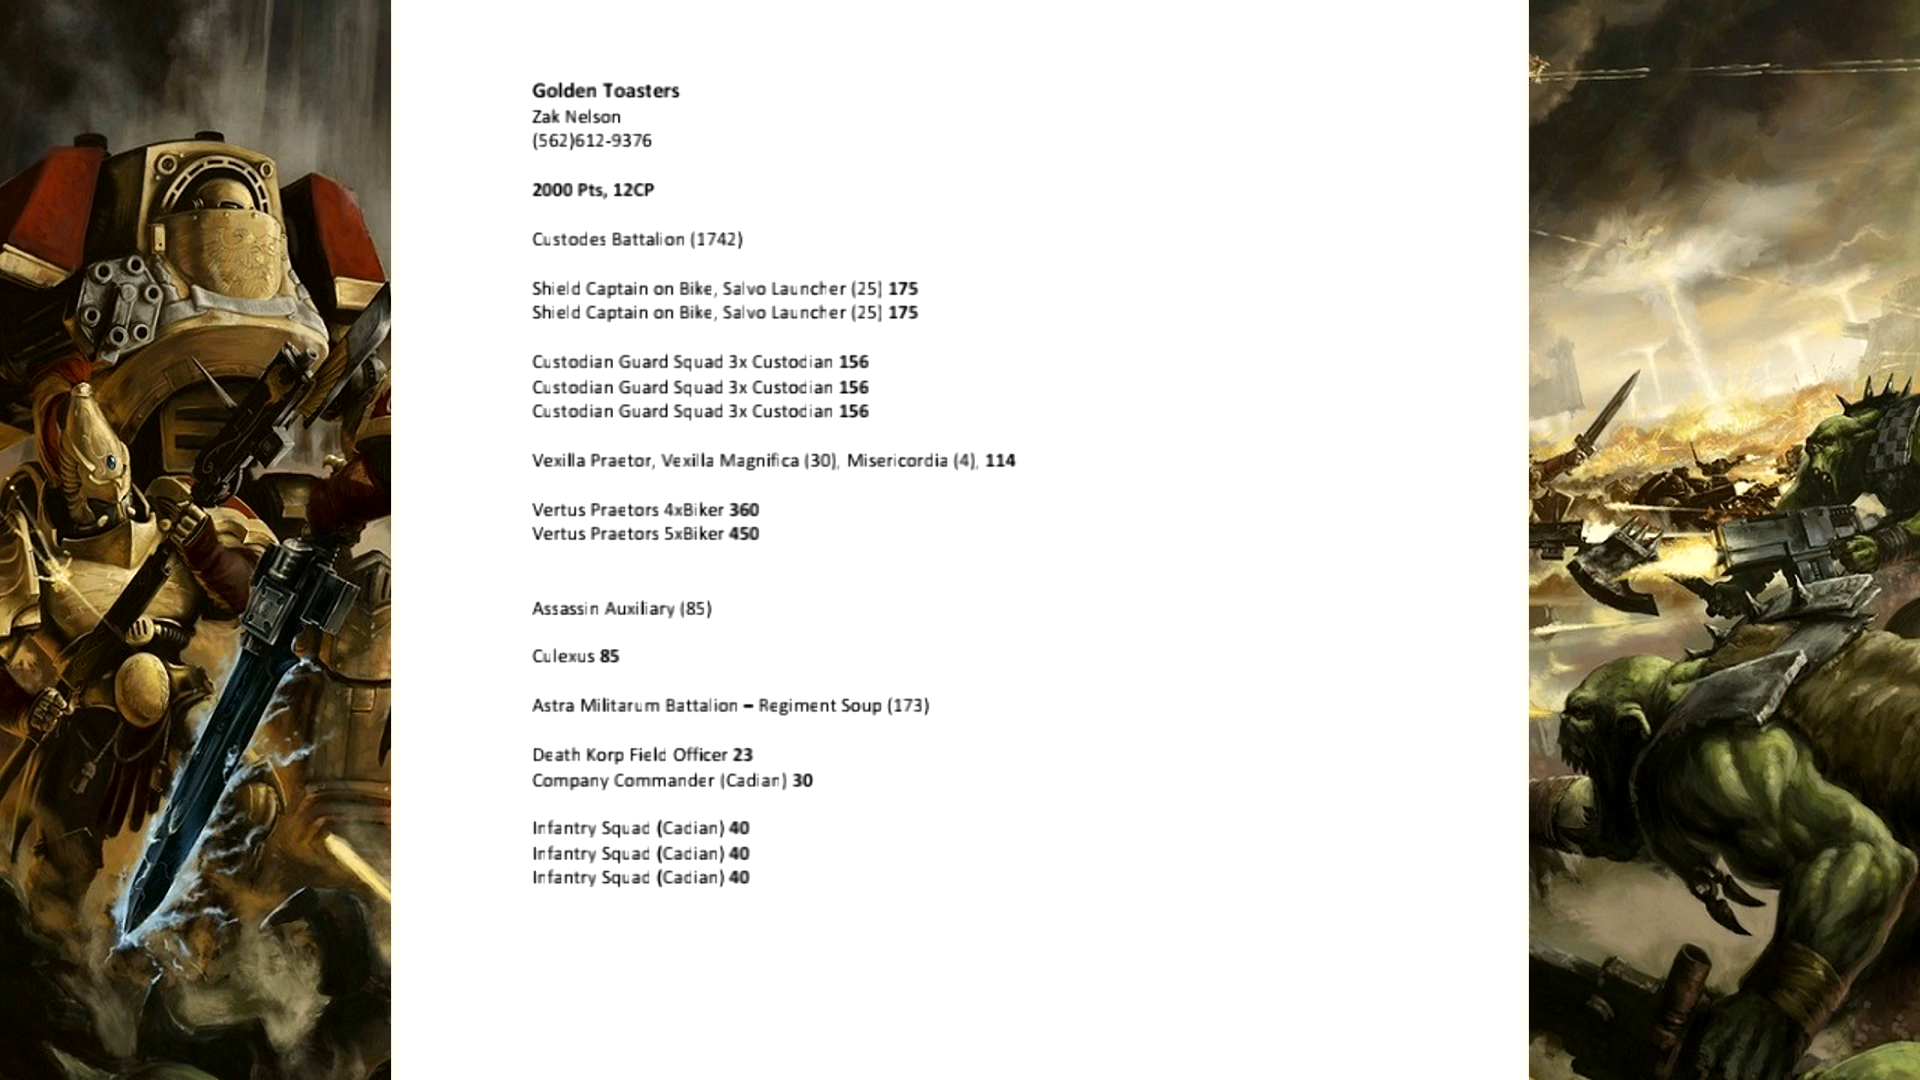 Golden Toasters
Zak Nelson
(562)612-9376
2000 Pts, 12CP
Custodes Battalion (1742)
Shield Captain on Bike, Salvo Launcher (25] 175
Shield Captain on Bike, Salvo Launcher (25] 175
Custodian Guard Squad 3x Custodian 156
Custodian Guard Squad 3x Custodian 156
Custodian Guard Squad 3x Custodian 156
Vexilla Praetor, Vexilla Magnifica (30), Misericordia (4), 114
Vertus Praetors 4xBiker 360
Vertus Praetors 5xBiker 450
Assassin Auxiliary (85)
Culexus 85
Astra Militarum Battalion – Regiment Soup (173)
Death Korp Field Officer 23
Company Commander (Cadian) 30
Infantry Squad (Cadian) 40
Infantry Squad (Cadian) 40
Infantry Squad (Cadian) 40